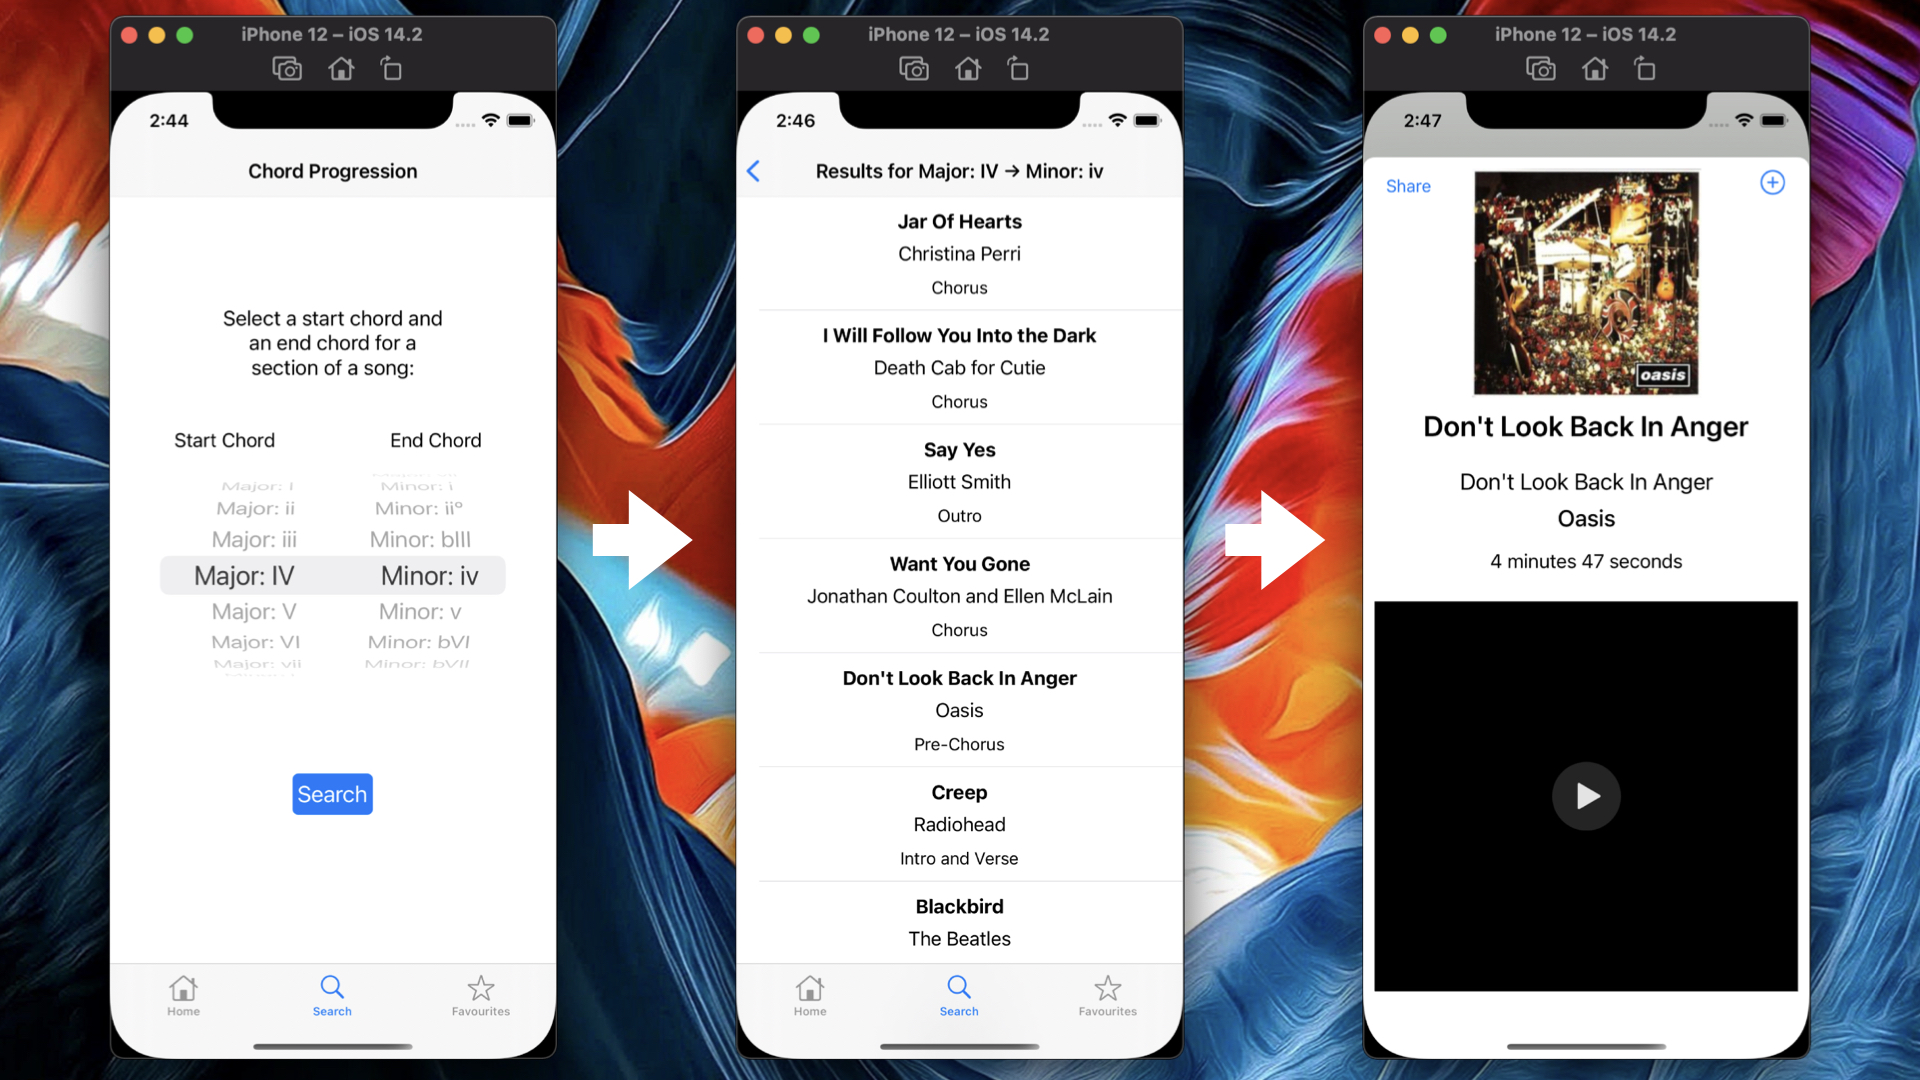 iPhone 12 – iOS 14.2
2:44
Chord Progression
Select a start chord and
an end chord for a
section of a song:
Start Chord
End Chord
Major: I
Minor: i
Major: ii
Minor: ii°
Major: iii
Minor: bIII
Major: IV
Minor: iv
Major: V
Minor: v
Major: VI
Minor: bVI
Major: vii
Minor: bVII
Search
Home
Search
Favourites
iPhone 12 – iOS 14.2
2:46
Results for Major: IV → Minor: iv
Jar Of Hearts
Christina Perri
Chorus
I Will Follow You Into the Dark
Death Cab for Cutie
Chorus
Say Yes
Elliott Smith
Outro
Want You Gone
Jonathan Coulton and Ellen McLain
Chorus
Don't Look Back In Anger
Oasis
Pre-Chorus
Creep
Radiohead
Intro and Verse
Blackbird
The Beatles
Home
Search
Favourites
iPhone 12 – iOS 14.2
2:47
Share
oasis
Don't Look Back In Anger
Don't Look Back In Anger
Oasis
4 minutes 47 seconds